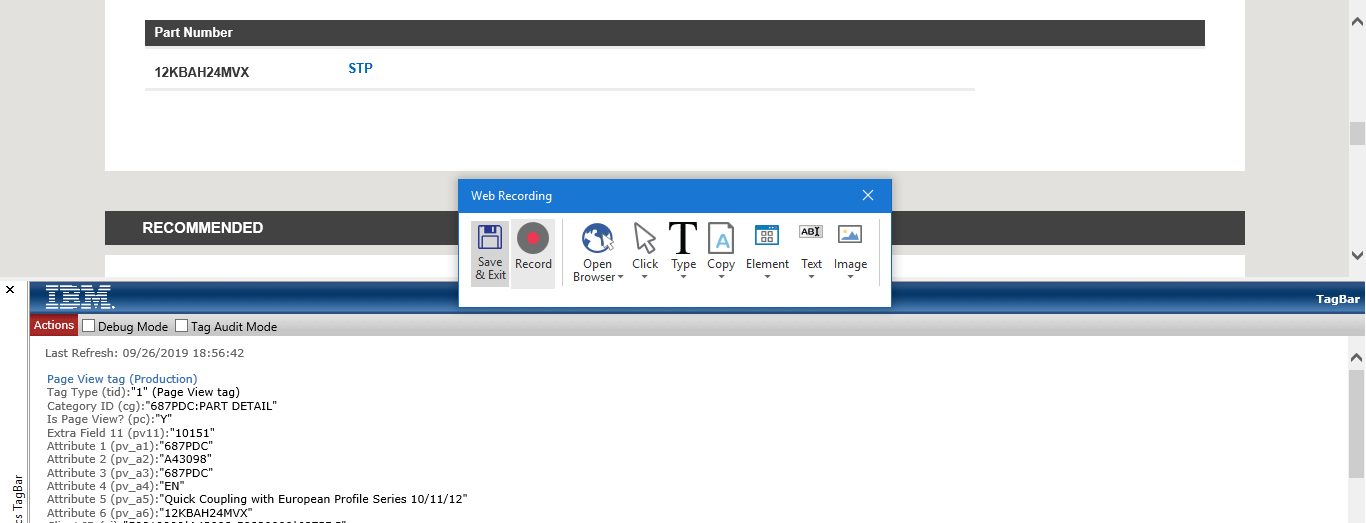 Part Number
12KBAH24MVX STP
Web Recording
Save & Exit
Record
Open Browser
Click
Type
Copy
Element
Text
Image
RECOMMENDED
IBM.
TagBar
Actions Debug Mode Tag Audit Mode
Last Refresh: 09/26/2019 18:56:42
Page View tag (Production)
Tag Type (tid):"1" (Page View tag)
Category ID (cg):"687PDC:PART DETAIL"
Is Page View? (pc):"Y"
Extra Field 11 (pv11):"10151"
Attribute 1 (pv_a1):"687PDC"
Attribute 2 (pv_a2):"A43098"
Attribute 3 (pv_a3):"687PDC"
Attribute 4 (pv_a4):"EN"
Attribute 5 (pv_a5):"Quick Coupling with European Profile Series 10/11/12"
Attribute 6 (pv_a6):"12KBAH24MVX"
cs TagBar